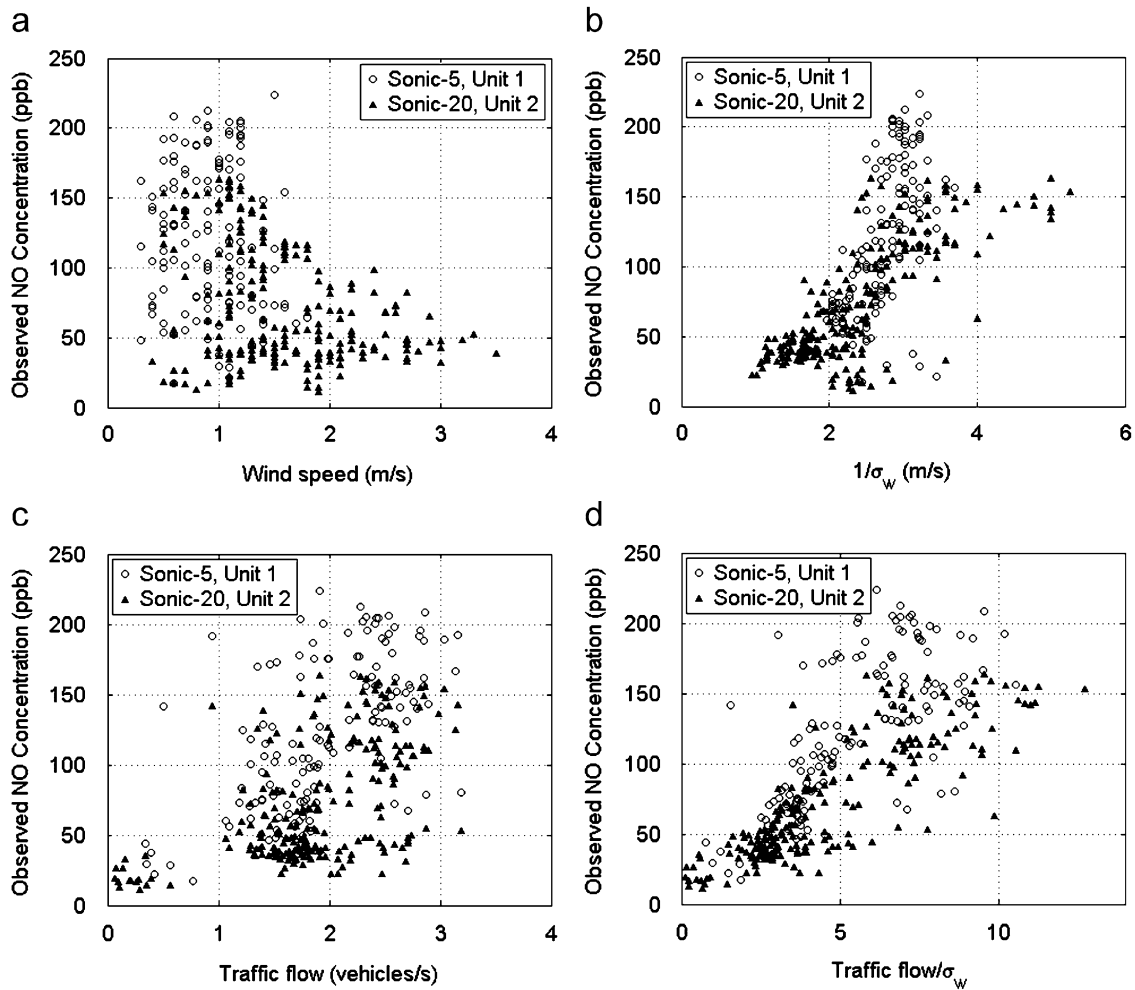 a
250
200
150
100
50
0
Observed NO Concentration (ppb)
Sonic-5, Unit 1
Sonic-20, Unit 2
0 1 2 3 4
Wind speed (m/s)
b
250
200
150
100
50
0
Observed NO Concentration (ppb)
Sonic-5, Unit 1
Sonic-20, Unit 2
0 2 4 6
1/σw (m/s)
c
250
200
150
100
50
0
Observed NO Concentration (ppb)
Sonic-5, Unit 1
Sonic-20, Unit 2
0 1 2 3 4
Traffic flow (vehicles/s)
d
250
200
150
100
50
0
Observed NO Concentration (ppb)
Sonic-5, Unit 1
Sonic-20, Unit 2
0 5 10
Traffic flow/σw